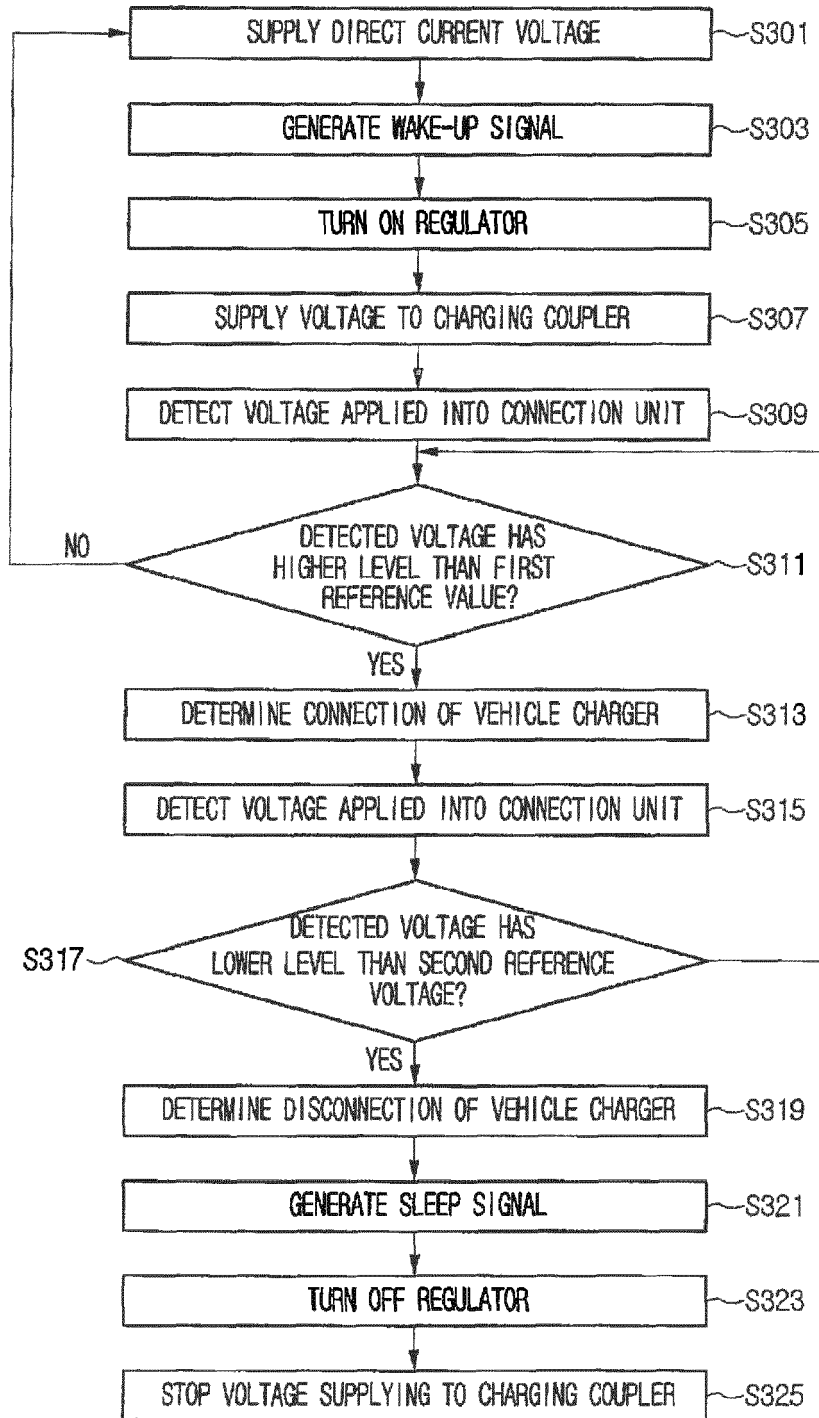 SUPPLY DIRECT CURRENT VOLTAGE S301
GENERATE WAKE-UP SIGNAL S303
TURN ON REGULATOR S305
SUPPLY VOLTAGE TO CHARGING COUPLER S307
DETECT VOLTAGE APPLIED INTO CONNECTION UNIT S309
DETECTED VOLTAGE HAS
NO
HIGHER LEVEL THAN FIRST S311
REFERENCE VALUE?
YES
DETERMINE CONNECTION OF VEHICLE CHARGER S313
DETECT VOLTAGE APPLIED INTO CONNECTION UNIT S315
DETECTED VOLTAGE HAS
S317 LOWER LEVEL THAN SECOND REFERENCE
VOLTAGE?
YES
DETERMINE DISCONNECTION OF VEHICLE CHARGER S319
GENERATE SLEEP SIGNAL S321
TURN OFF REGULATOR S323
STOP VOLTAGE SUPPLYING TO CHARGING COUPLER S325